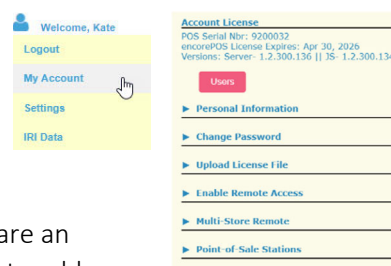 Welcome, Kate
Logout
My Account
Settings
IRI Data
Account License
POS Serial Nbr: 9200032
encorePOS License Expires: Apr 30, 2026
Versions: Server- 1.2.300.136 || JS- 1.2.300.134
Users
► Personal Information
► Change Password
► Upload License File
► Enable Remote Access
► Multi-Store Remote
► Point-of-Sale Stations
are an